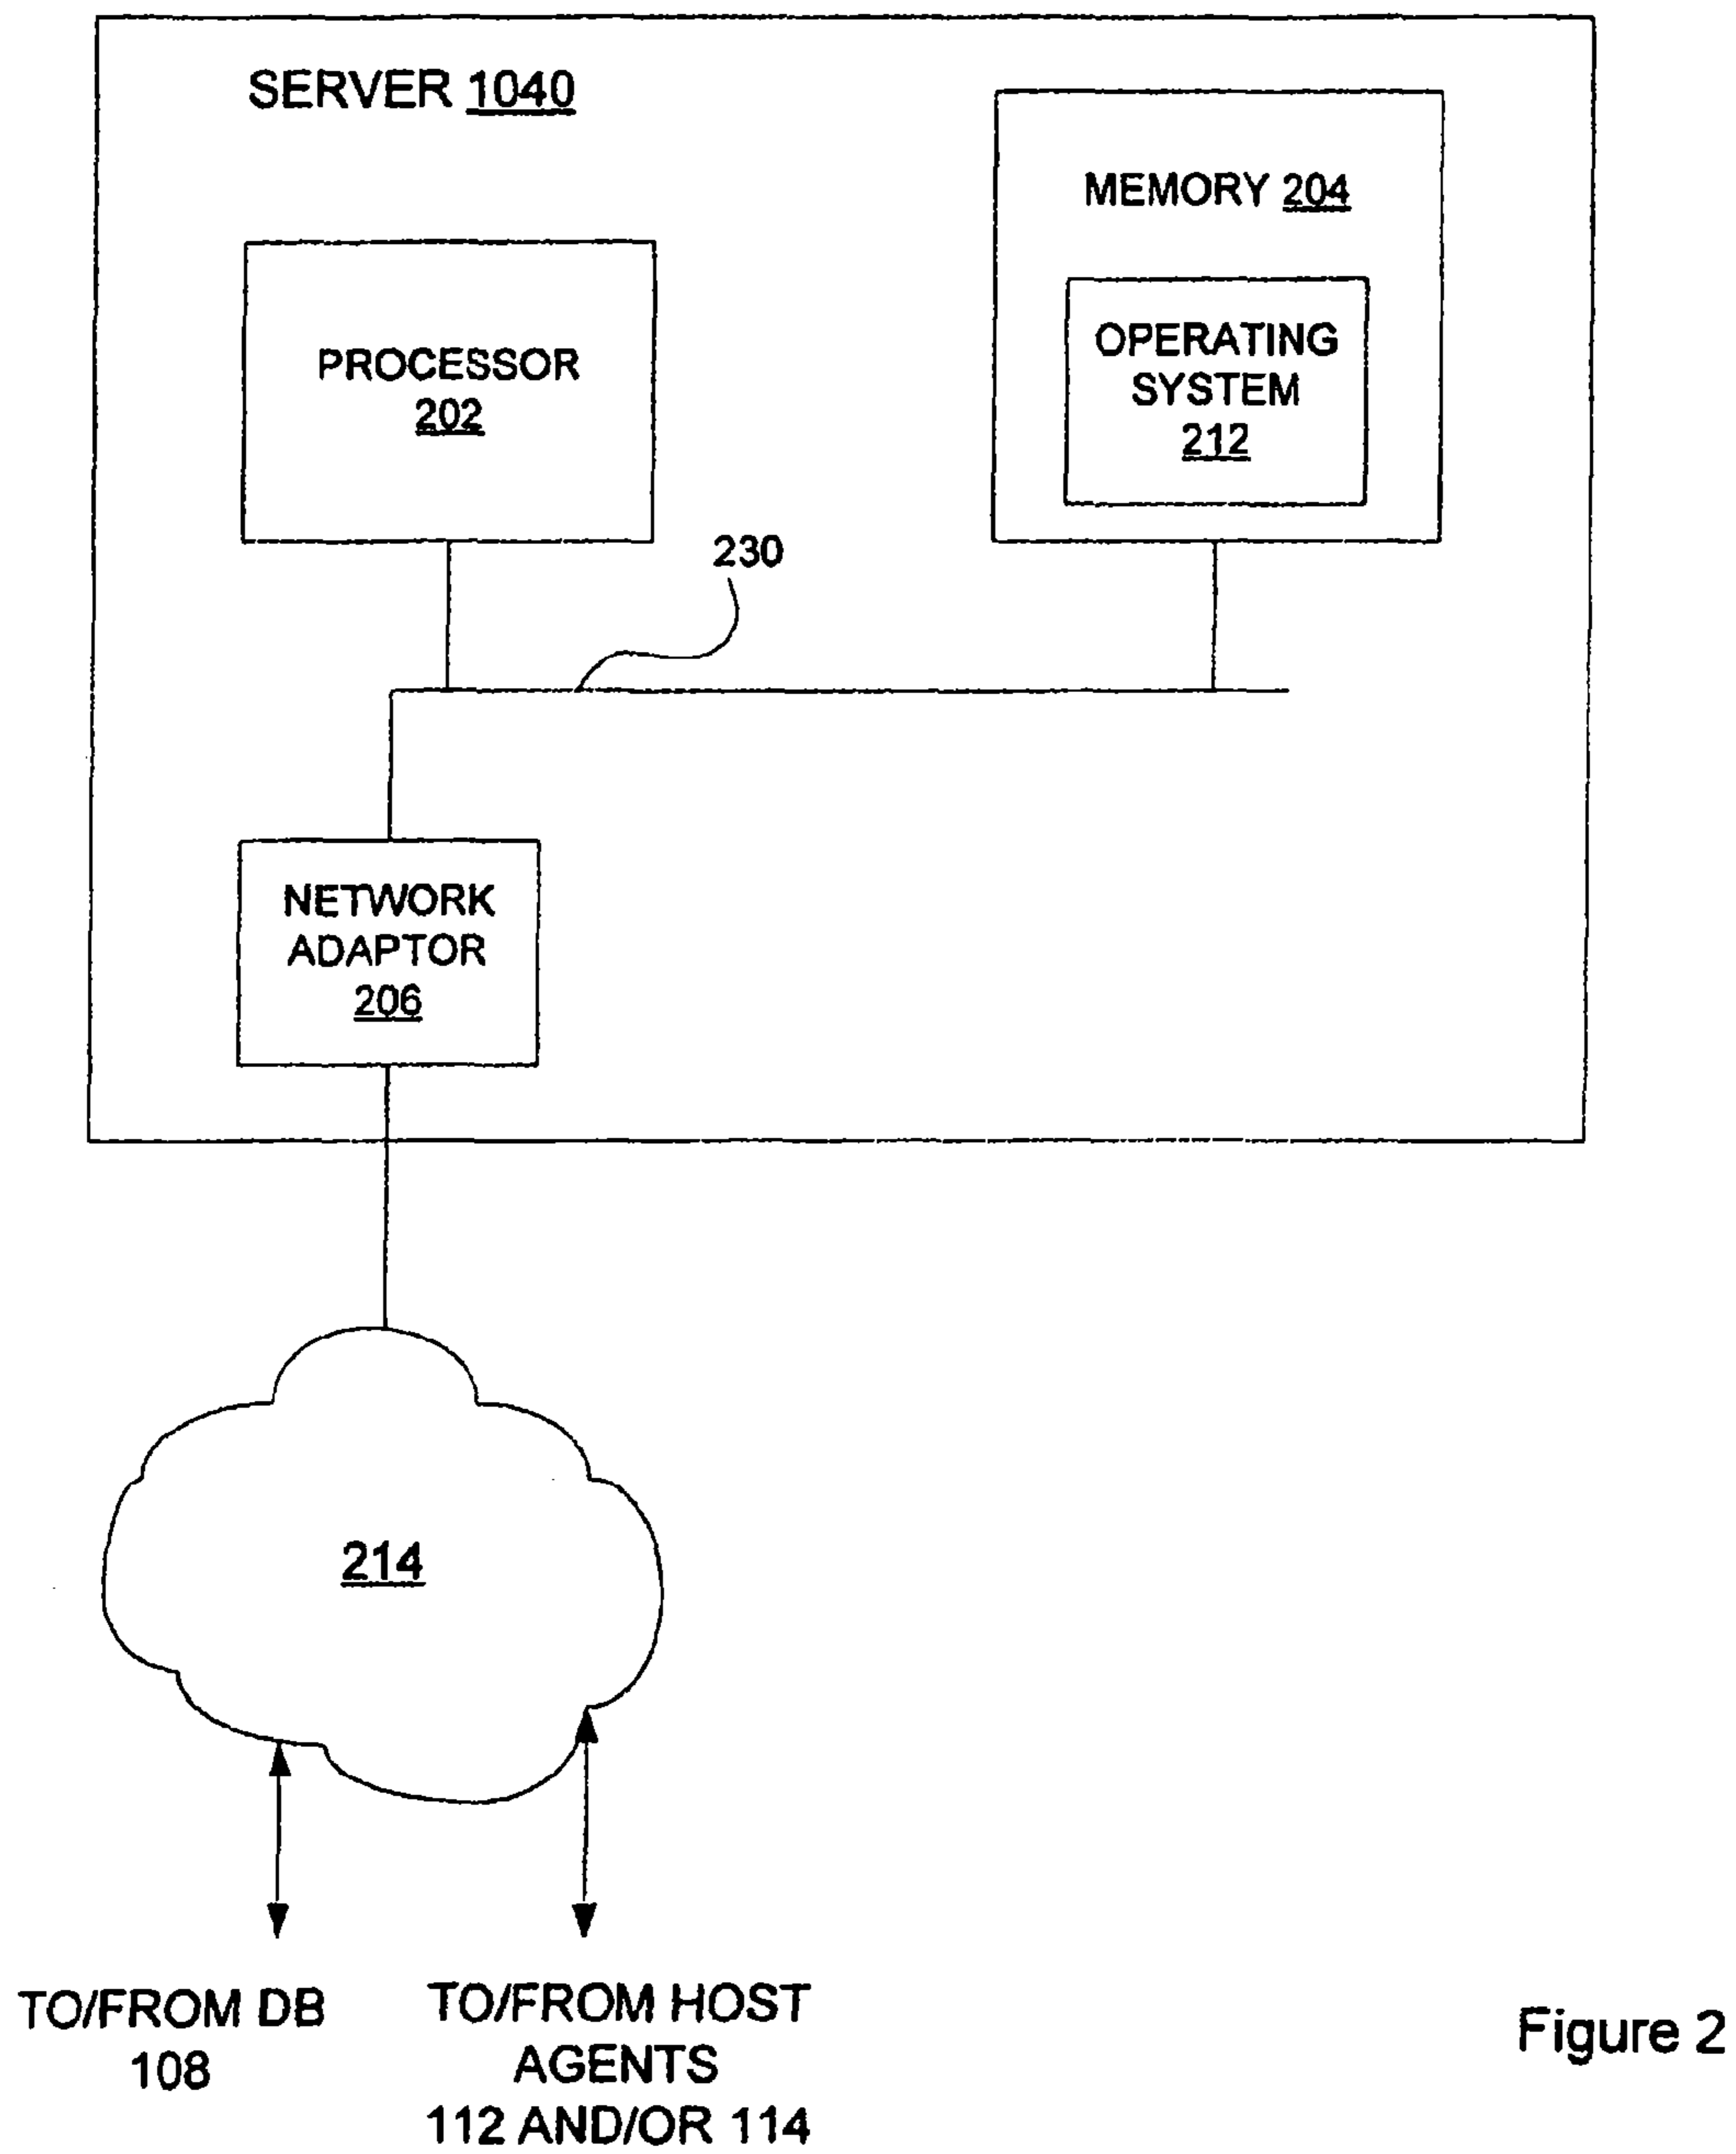 SERVER 1040
MEMORY 204
OPERATING
SYSTEM
212
PROCESSOR
202
230
NETWORK
ADAPTOR
206
214
TO/FROM DB
108
TO/FROM HOST
AGENTS
112 AND/OR 114
Figure 2